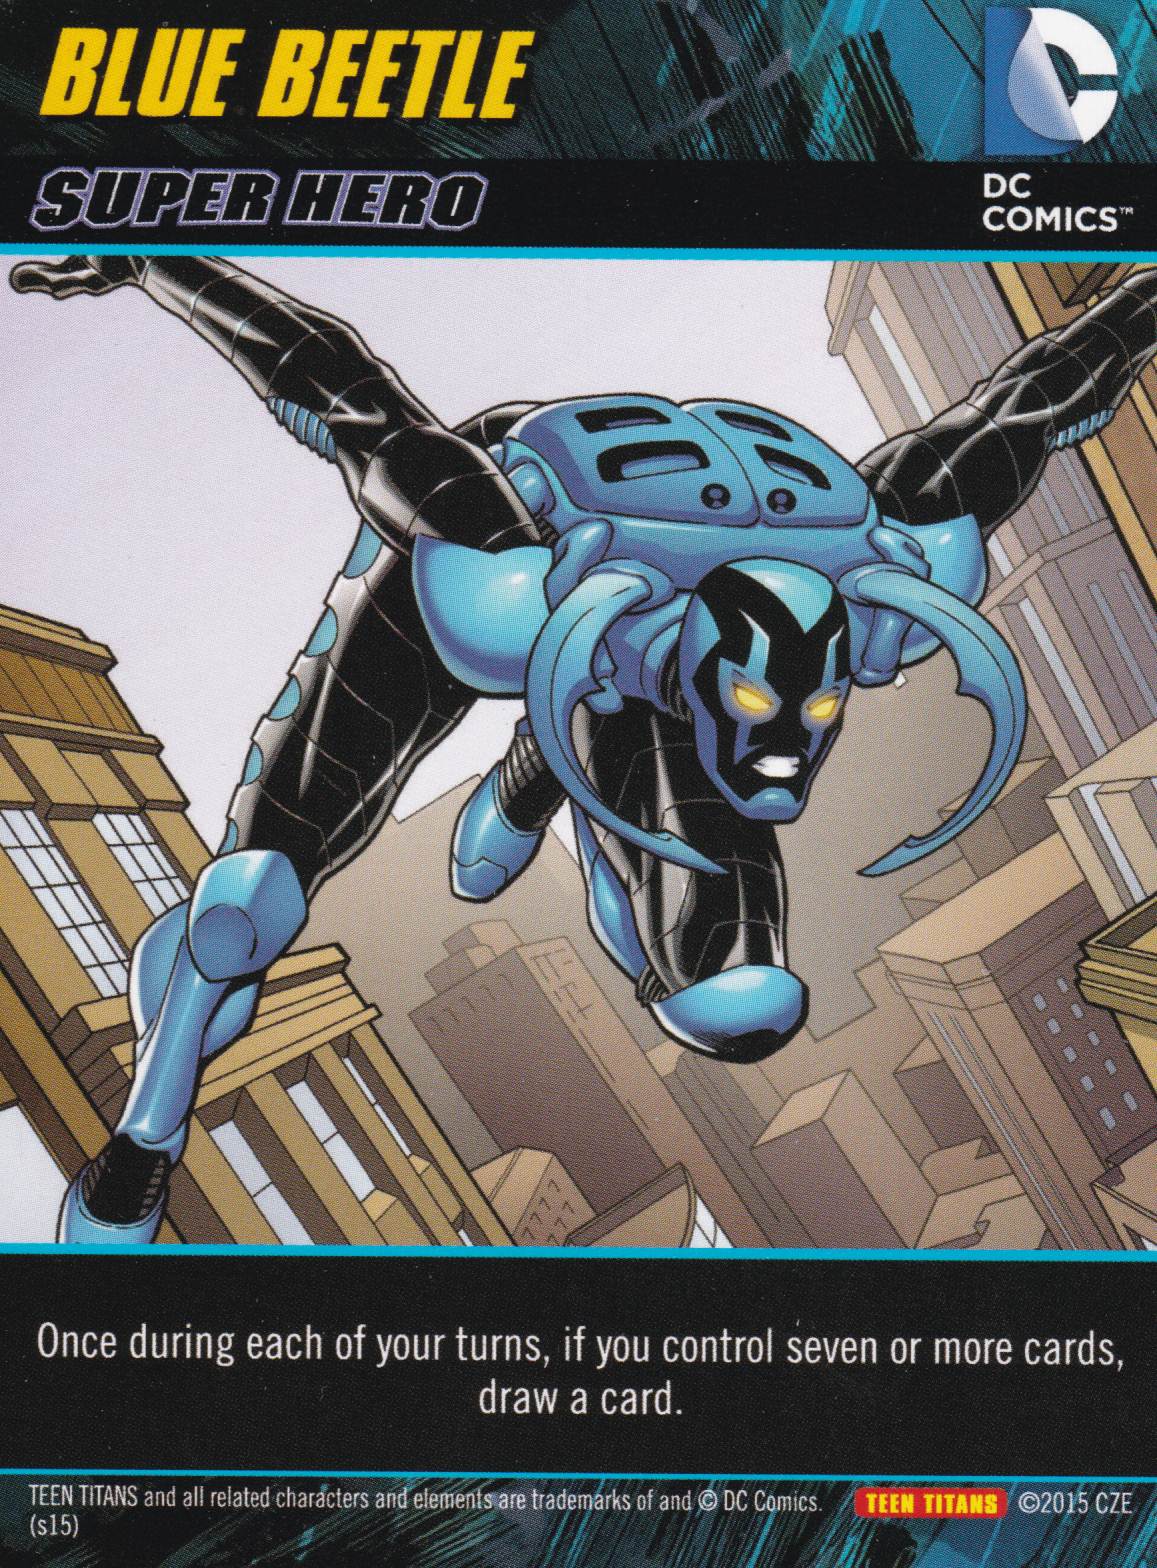 BLUE BEETLE
SUPER HERO
DC
COMICS™
Once during each of your turns, if you control seven or more cards,
draw a card.
TEEN TITANS and all related characters and elements are trademarks of and © DC Comics. TEEN TITANS ©2015 CZE
(s15)